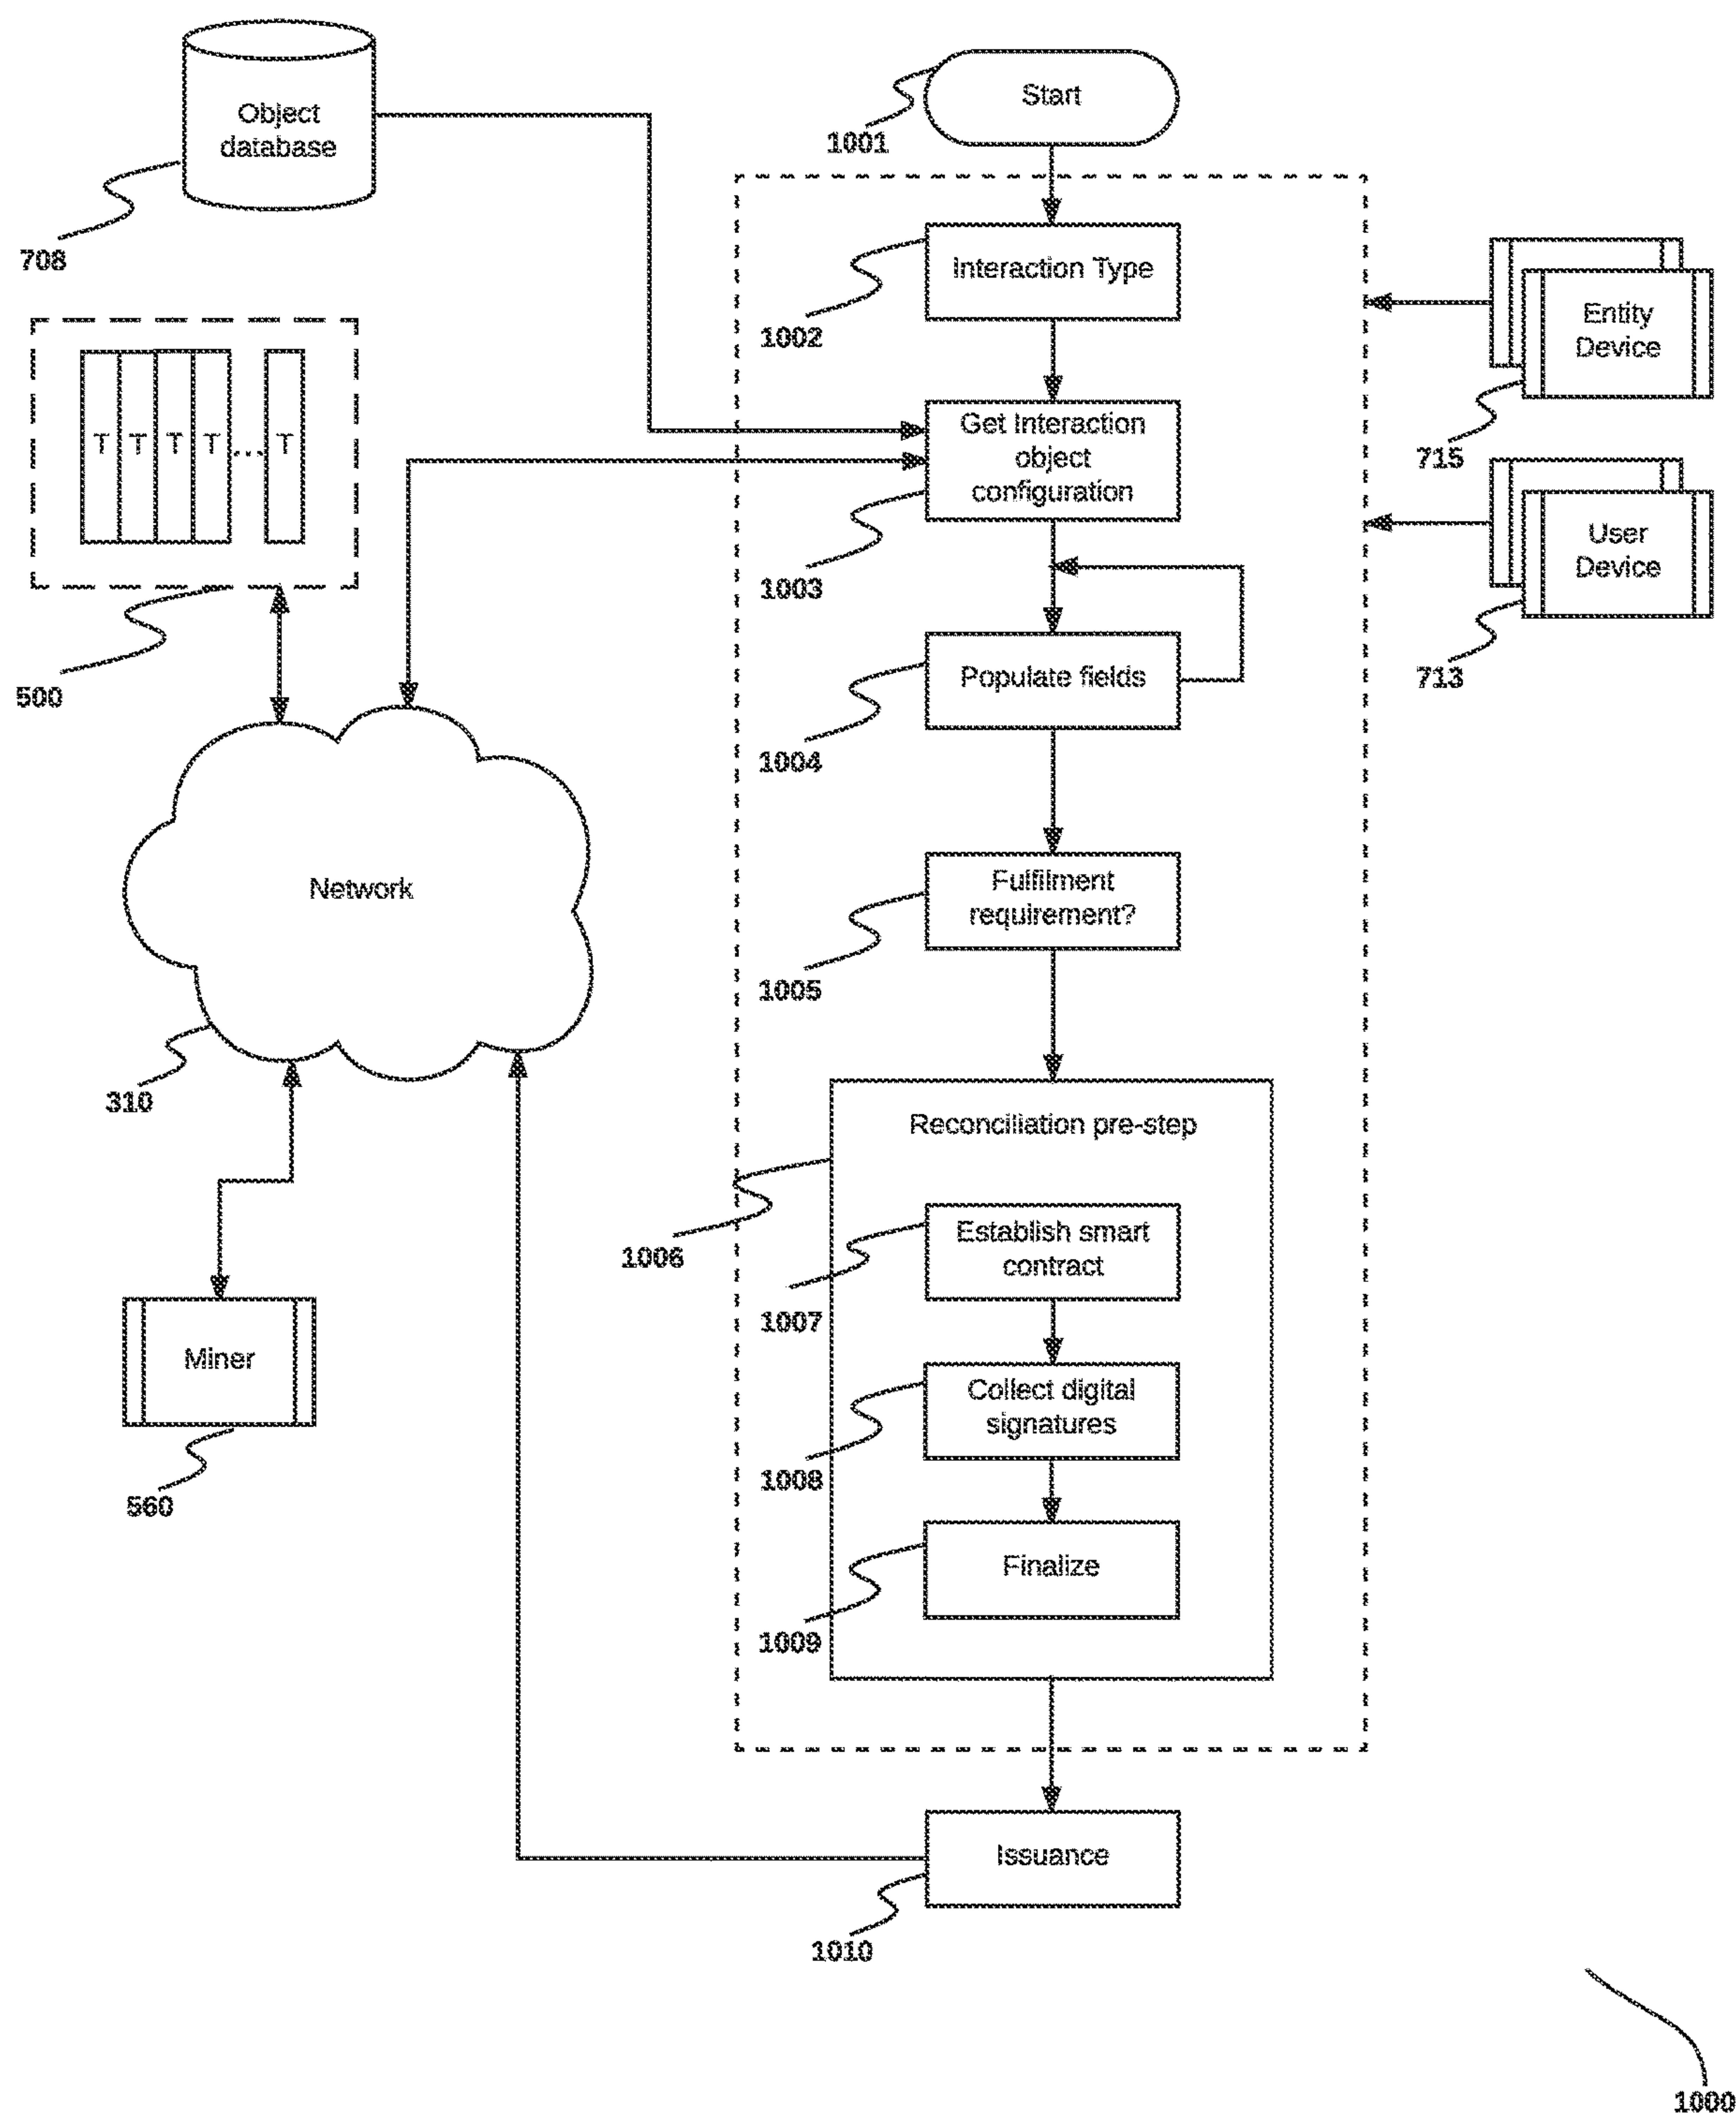 Object
database
708
T T T T ... T
500
Network
310
Miner
560
Start
1001
Interaction Type
1002
Get Interaction
object
configuration
1003
Populate fields
1004
Fulfilment
requirement?
1005
Reconciliation pre-step
1006
Establish smart
contract
1007
Collect digital
signatures
1008
Finalize
1009
Issuance
1010
Entity
Device
715
User
Device
713
1000